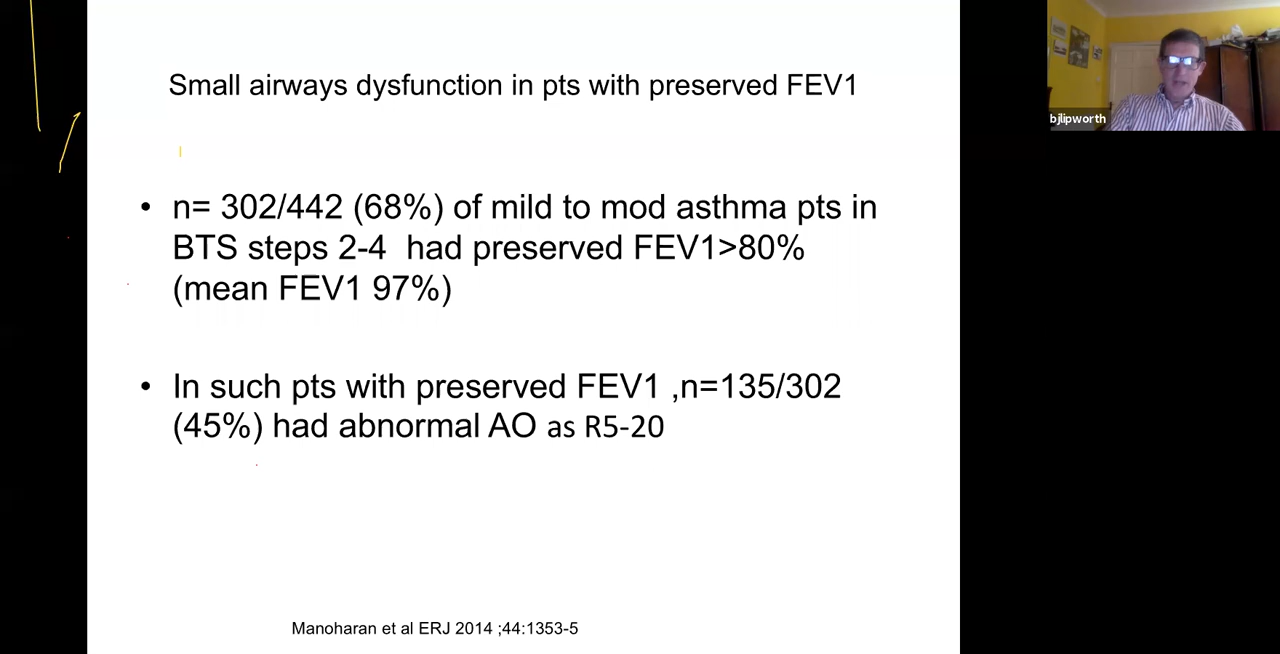 Small airways dysfunction in pts with preserved FEV1
• n= 302/442 (68%) of mild to mod asthma pts in
BTS steps 2-4 had preserved FEV1>80%
(mean FEV1 97%)
• In such pts with preserved FEV1 ,n=135/302
(45%) had abnormal AO as R5-20
Manoharan et al ERJ 2014 ;44:1353-5
bjlipworth